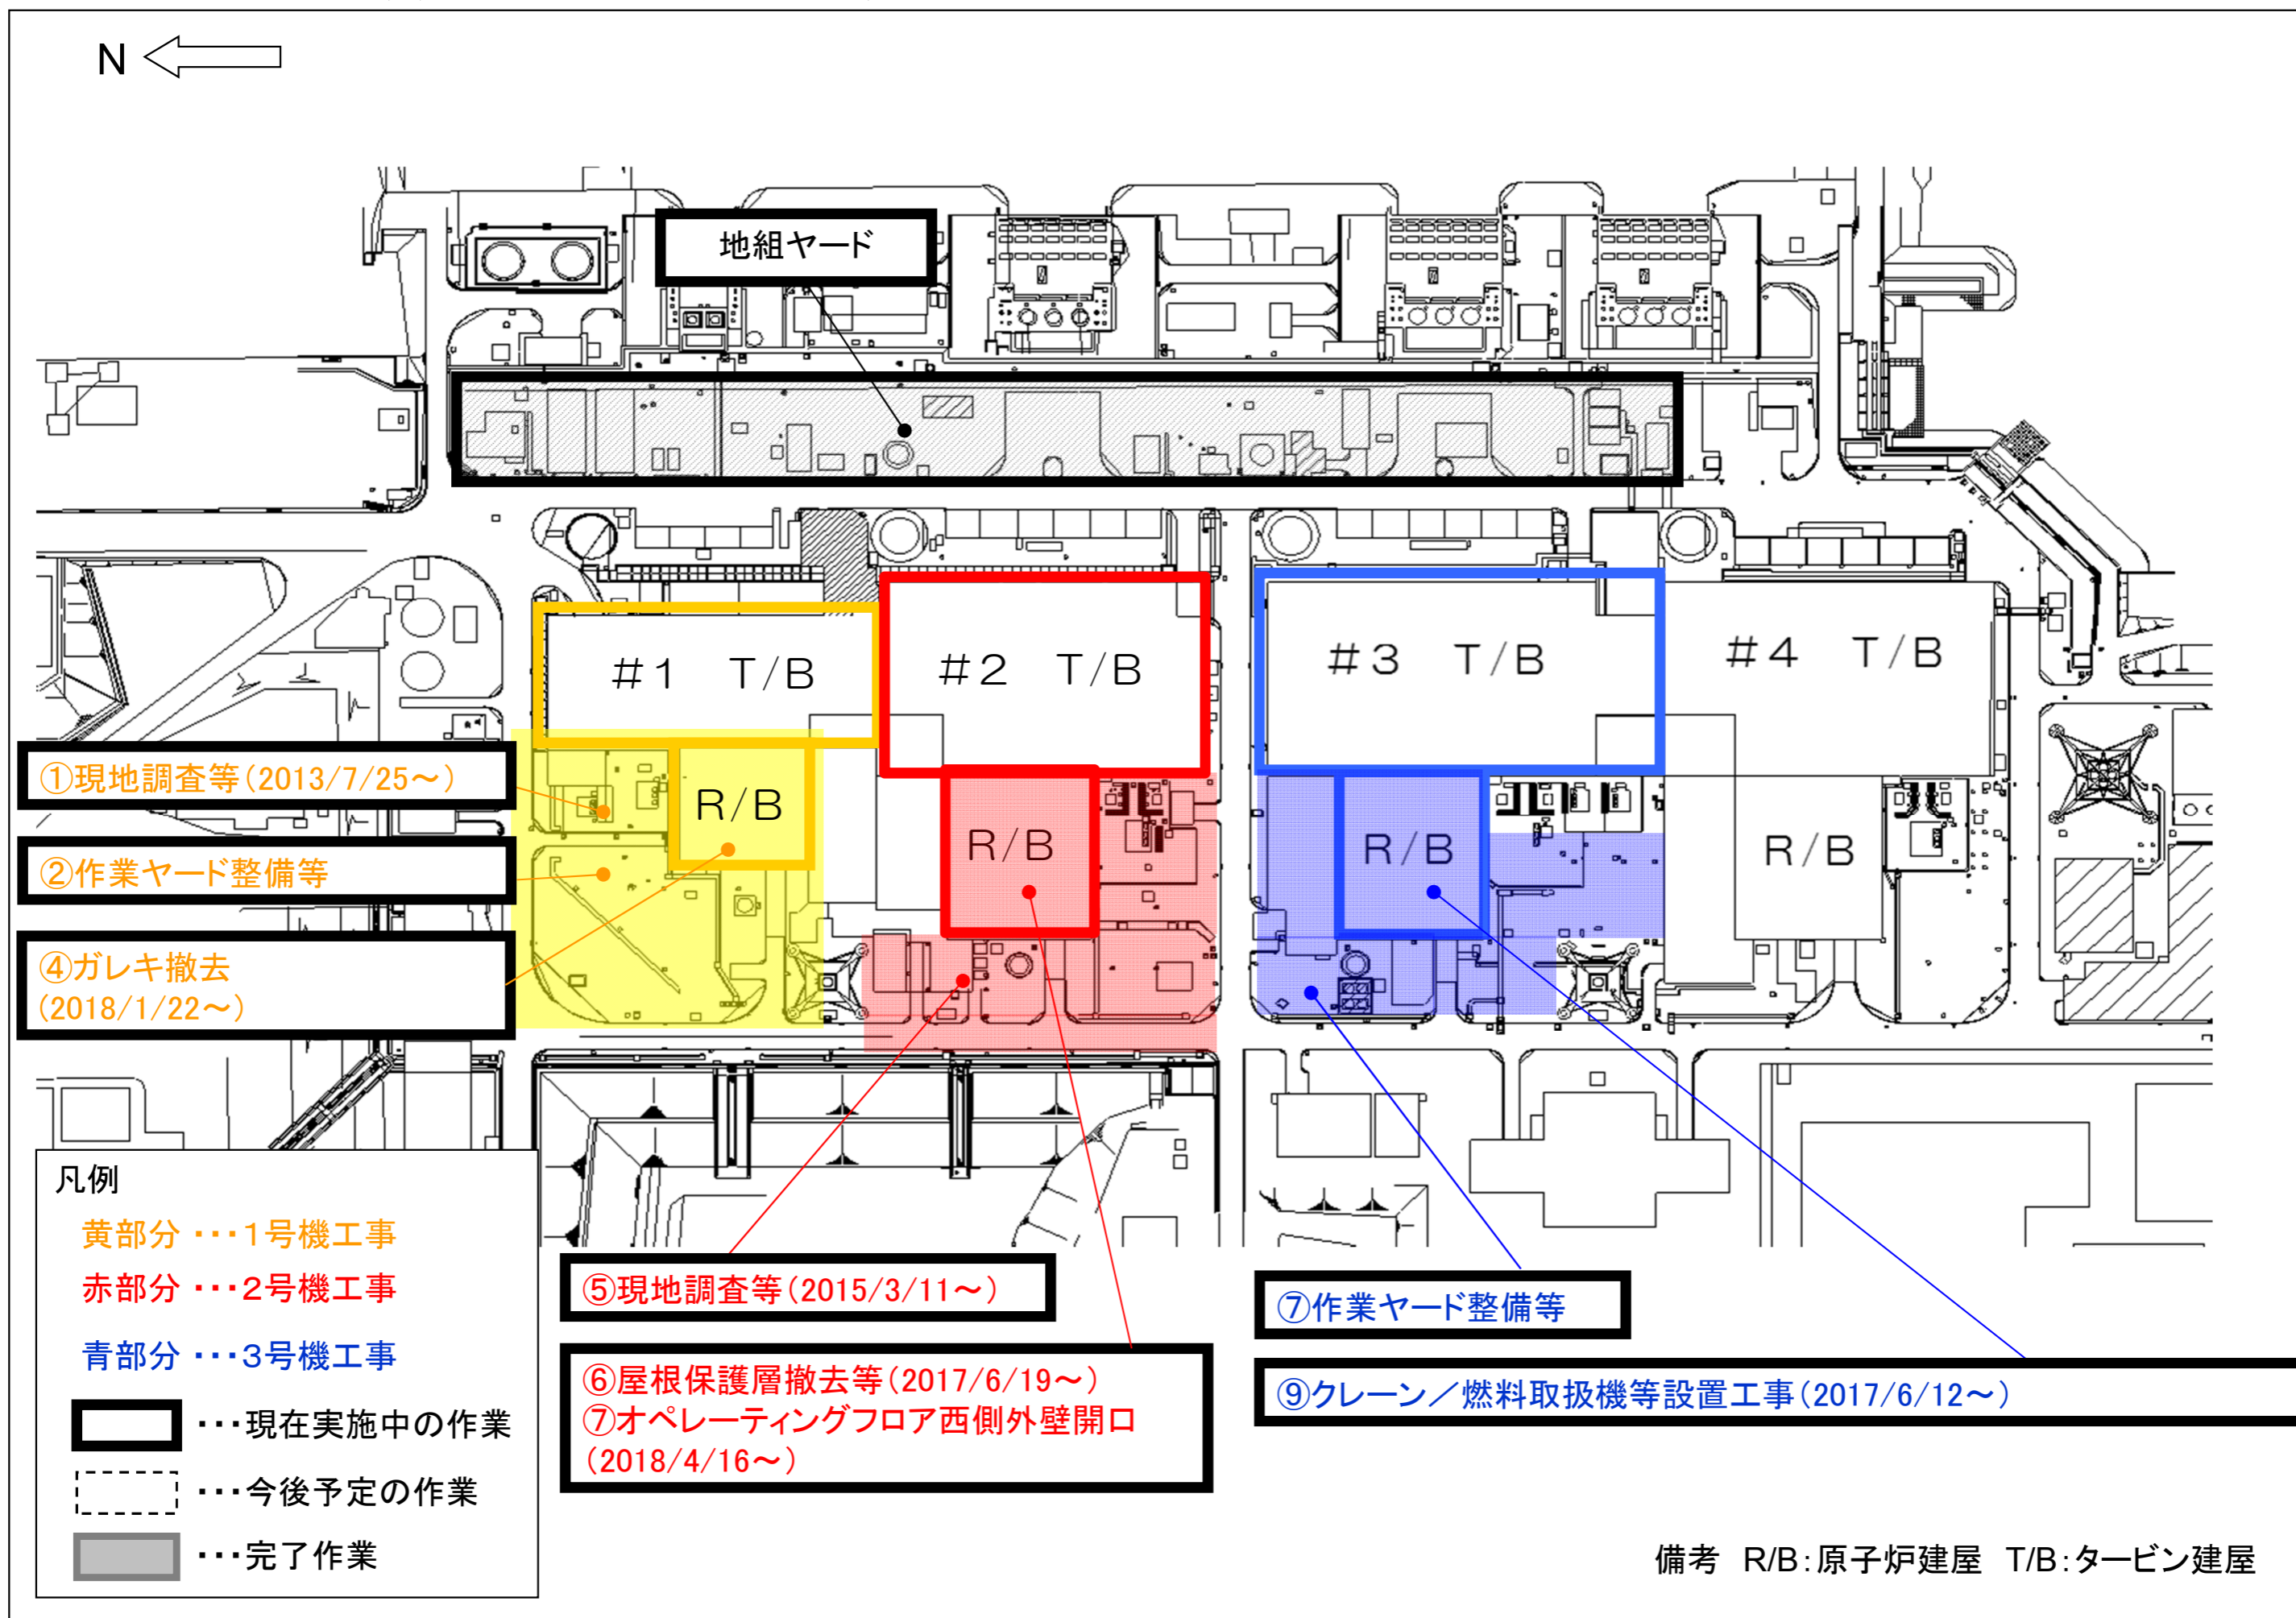 N
地組ヤード
#1 T/B
#2 T/B
#3 T/B
#4 T/B
R/B
R/B
R/B
R/B
①現地調査等(2013/7/25～)
②作業ヤード整備等
④ガレキ撤去
(2018/1/22～)
凡例
黄部分 ・・・1号機工事
赤部分 ・・・2号機工事
青部分 ・・・3号機工事
・・・現在実施中の作業
・・・今後予定の作業
・・・完了作業
⑤現地調査等(2015/3/11～)
⑥屋根保護層撤去等(2017/6/19～)
⑦オペレーティングフロア西側外壁開口
(2018/4/16～)
⑦作業ヤード整備等
⑨クレーン／燃料取扱機等設置工事(2017/6/12～)
備考 R/B:原子炉建屋 T/B:タービン建屋